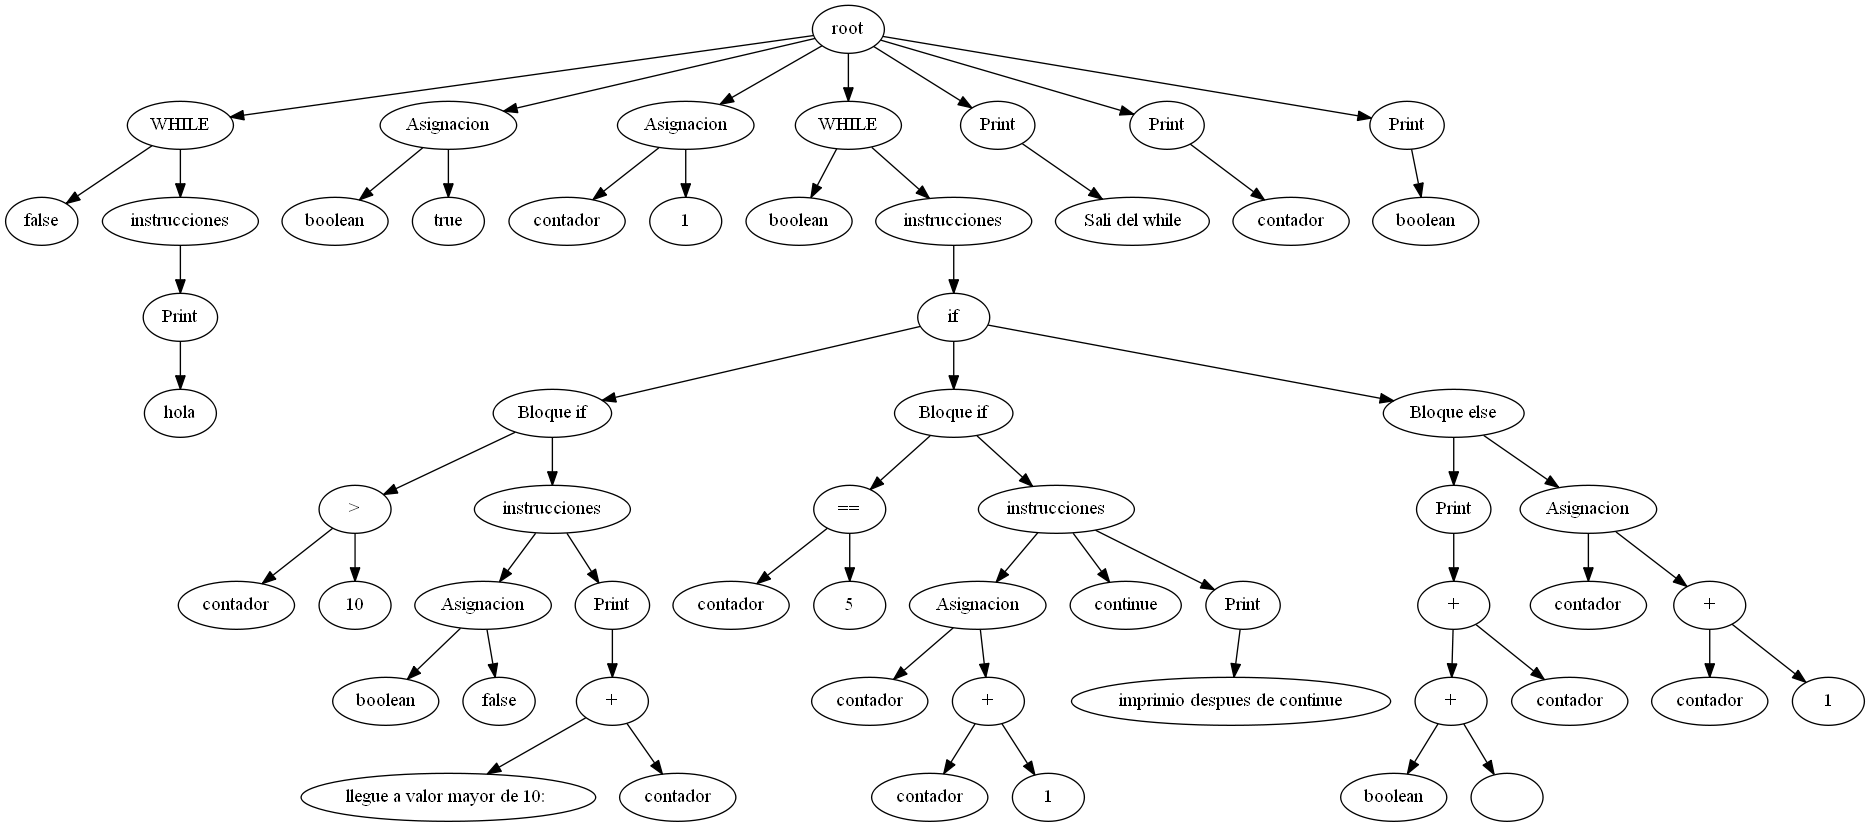 root
WHILE
Asignacion
Asignacion
WHILE
Print
Print
Print
false
instrucciones
boolean
true
contador
1
boolean
instrucciones
Sali del while
contador
boolean
Print
if
hola
Bloque if
Bloque if
Bloque else
>
instrucciones
==
instrucciones
Print
Asignacion
contador
10
Asignacion
Print
contador
5
Asignacion
continue
Print
+
contador
+
boolean
false
+
contador
+
imprimio despues de continue
+
contador
contador
1
llegue a valor mayor de 10:
contador
contador
1
boolean